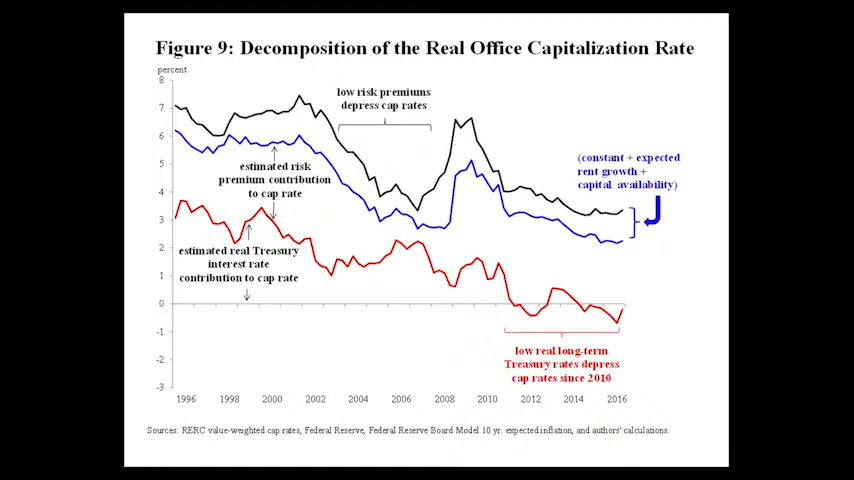 Figure 9: Decomposition of the Real Office Capitalization Rate
percent
8
7
6
5
4
3
2
1
0
-1
-2
-3
low risk premiums
depress cap rates
(constant + expected
rent growth +
capital availability)
estimated risk
premium contribution
to cap rate
estimated real Treasury
interest rate
contribution to cap rate
low real long-term
Treasury rates depress
cap rates since 2010
1996 1998 2000 2002 2004 2006 2008 2010 2012 2014 2016
Sources: RERC value-weighted cap rates, Federal Reserve, Federal Reserve Board Model 10 yr. expected inflation, and authors' calculations.